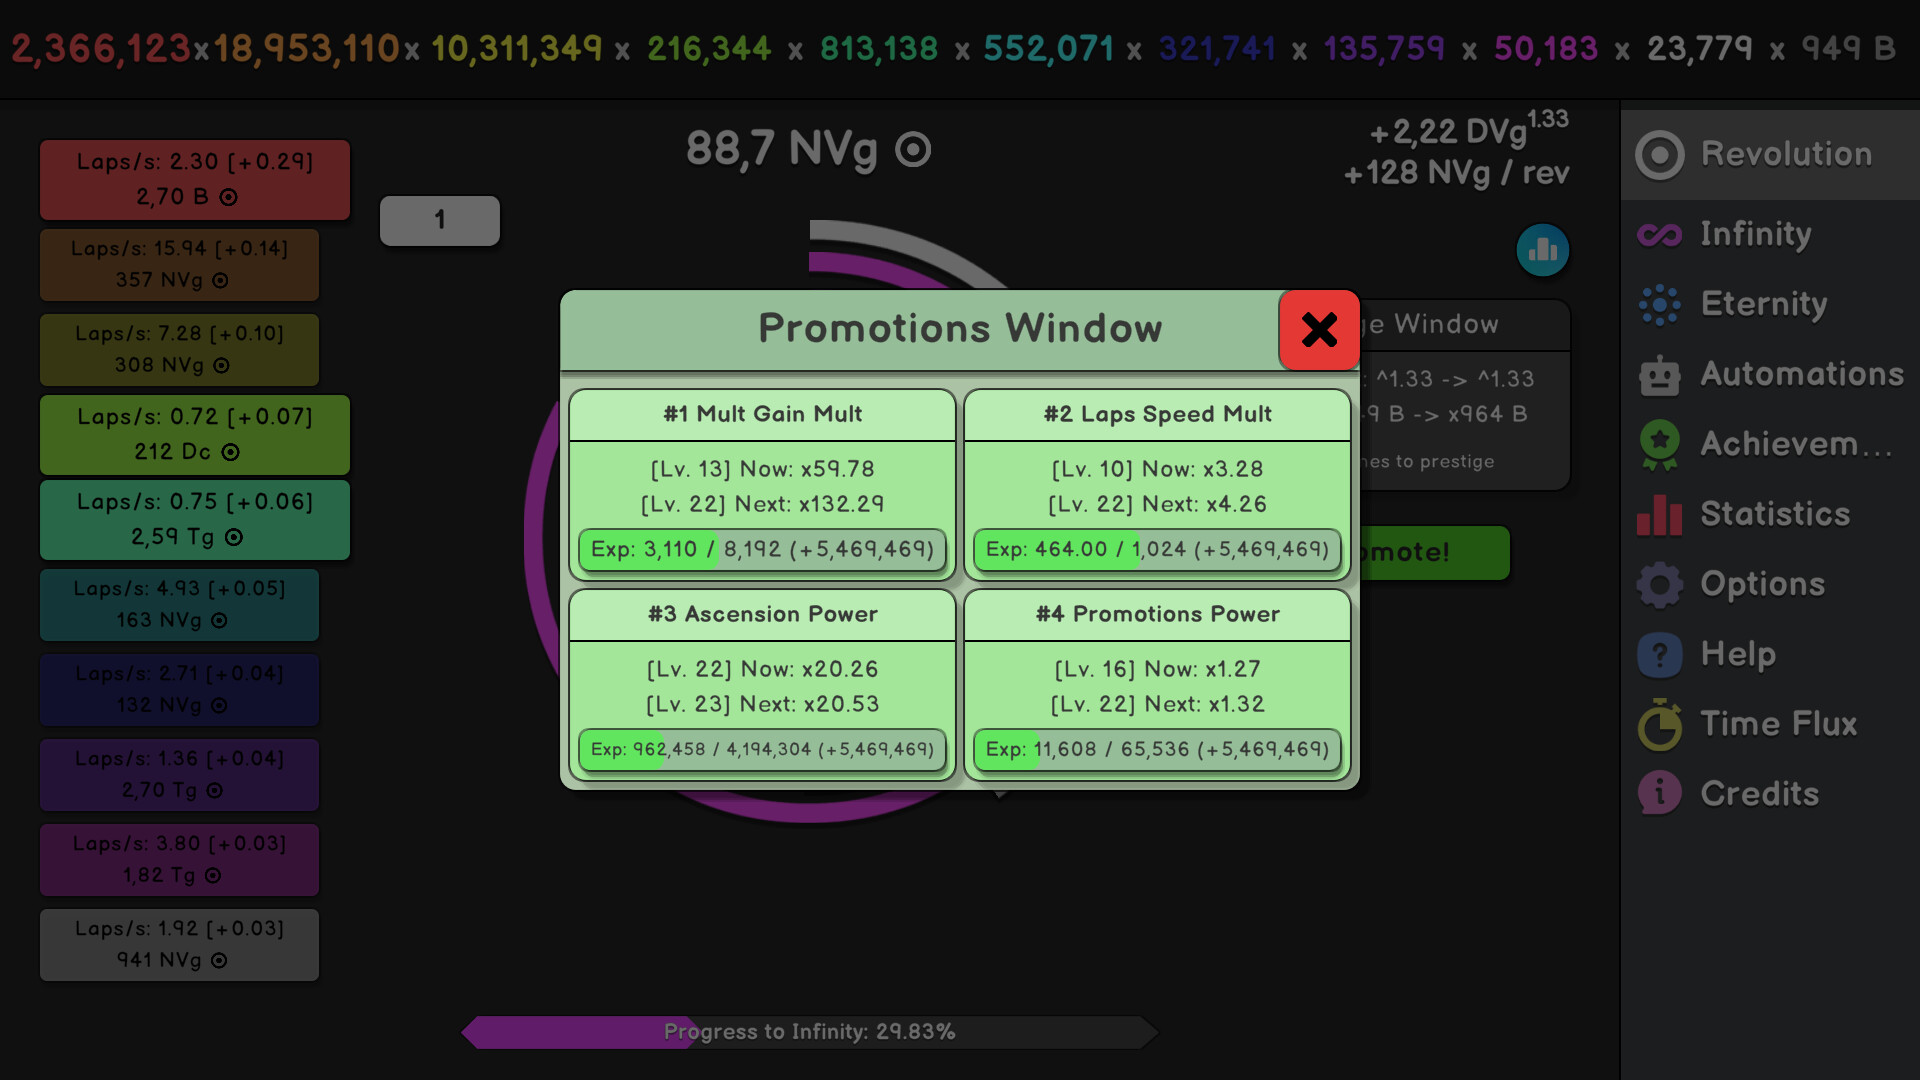 2,366,123x18,953,110x 10,311,349 x 216,344 x 813,138 x 552,071 x 321,741 x 135,759 x 50,183 x 23,779 x 949 B
Laps/s: 2.30 [+0.29]
2,70 B
Laps/s: 15.94 [+0.14]
357 NVg
Laps/s: 7.28 [+0.10]
308 NVg
Laps/s: 0.72 [+0.07]
212 Dc
Laps/s: 0.75 [+0.06]
2,59 Tg
Laps/s: 4.93 [+0.05]
163 NVg
Laps/s: 2.71 [+0.04]
132 NVg
Laps/s: 1.36 [+0.04]
2,70 Tg
Laps/s: 3.80 [+0.03]
1,82 Tg
Laps/s: 1.92 [+0.03]
941 NVg
1
88,7 NVg
+2,22 DVg^1.33
+128 NVg / rev
Promotions Window
#1 Mult Gain Mult
[Lv. 13] Now: x59.78
[Lv. 22] Next: x132.29
Exp: 3,110 / 8,192 (+5,469,469)
#2 Laps Speed Mult
[Lv. 10] Now: x3.28
[Lv. 22] Next: x4.26
Exp: 464.00 / 1,024 (+5,469,469)
#3 Ascension Power
[Lv. 22] Now: x20.26
[Lv. 23] Next: x20.53
Exp: 962,458 / 4,194,304 (+5,469,469)
#4 Promotions Power
[Lv. 16] Now: x1.27
[Lv. 22] Next: x1.32
Exp: 11,608 / 65,536 (+5,469,469)
Window
^1.33 -> ^1.33
B -> x964 B
to prestige
Progress to Infinity: 29.83%
Revolution
Infinity
Eternity
Automations
Achievem...
Statistics
Options
Help
Time Flux
Credits